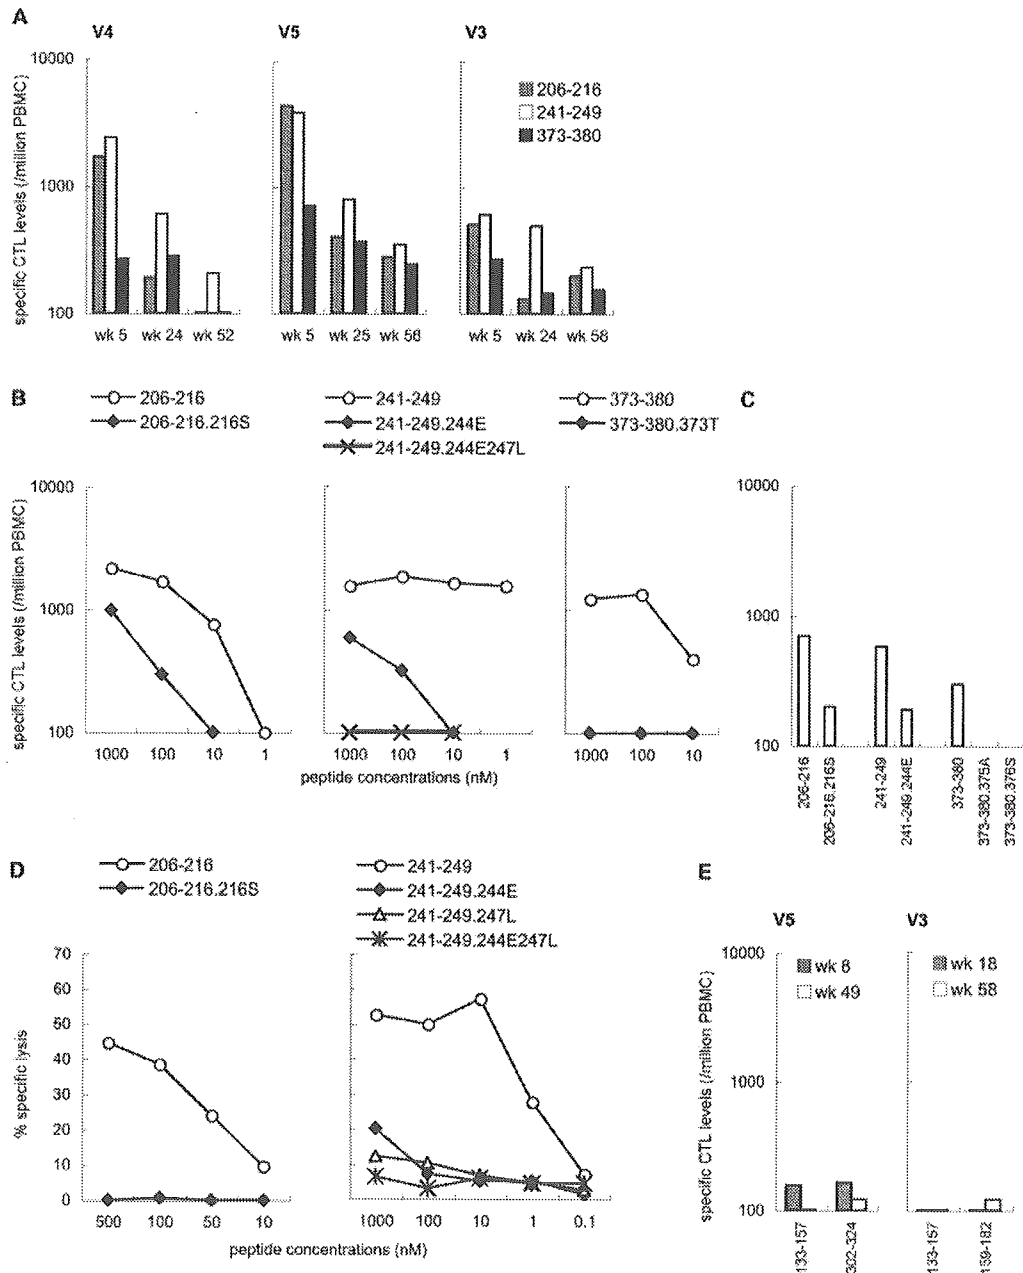 A
V4
V5
V3
specific CTL levels (/million PBMC)
10000
1000
100
206-216
241-249
373-380
wk 5 wk 24 wk 52
wk 5 wk 25 wk 58
wk 5 wk 24 wk 58
B
206-216
206-216.216S
241-249
241-249.244E
241-249.244E247L
373-380
373-380.373T
specific CTL levels (/million PBMC)
10000
1000
100
1000 100 10 1
1000 100 10 1
1000 100 10
peptide concentrations (nM)
C
10000
1000
100
206-216
206-216.216S
241-249
241-249.244E
373-380
373-380.375A
373-380.376S
D
206-216
206-216.216S
241-249
241-249.244E
241-249.247L
241-249.244E247L
% specific lysis
70
60
50
40
30
20
10
0
500 100 50 10
1000 100 10 1 0.1
peptide concentrations (nM)
E
V5
V3
specific CTL levels (/million PBMC)
10000
1000
100
wk 8
wk 49
wk 18
wk 58
133-157
302-324
133-157
159-182